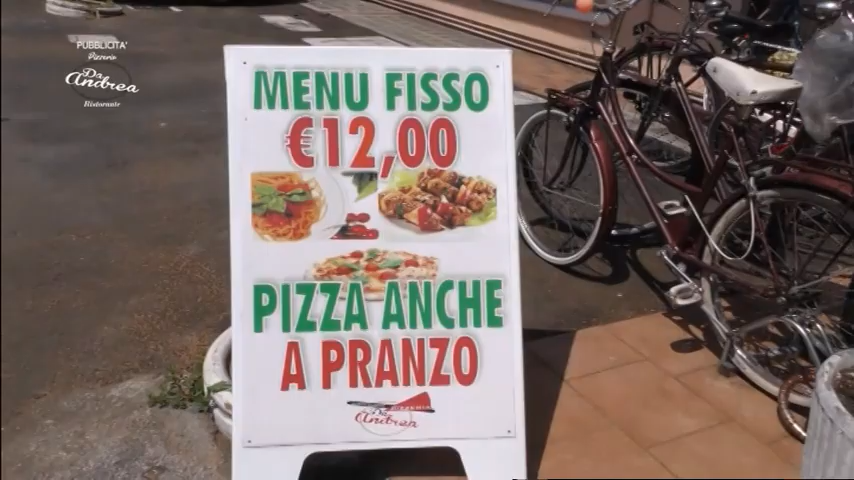 PUBBLICITA'
Pizzeria
Da Andrea
Ristorante
MENU FISSO
€12,00
PIZZA ANCHE
A PRANZO
Da Andrea